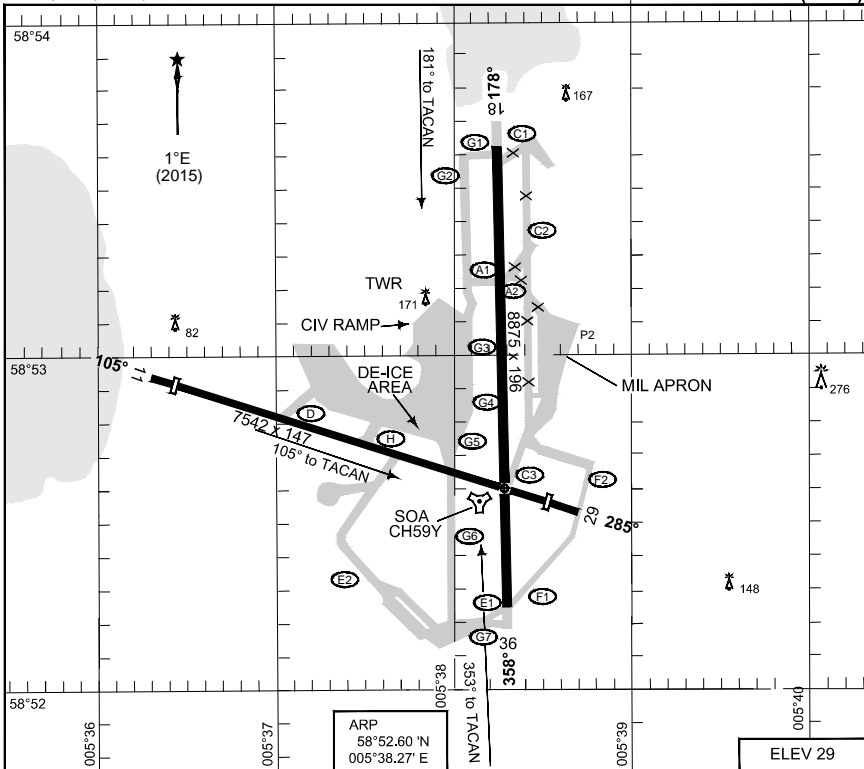 58°54
181° to TACAN
178°
18
167
C1
G1
1°E
(2015)
G2
C2
A1
TWR
171
A2
82
CIV RAMP
8875 x 196
P2
G3
58°53
105°
11
DE-ICE
AREA
MIL APRON
276
G4
D
7542 x 147
H
G5
105° to TACAN
C3
F2
SOA
CH59Y
29
285°
G6
E2
148
E1
F1
G7
36
358°
353° to TACAN
58°52
005°36
005°37
005°38
005°39
005°40
ARP
58°52.60 'N
005°38.27' E
ELEV 29